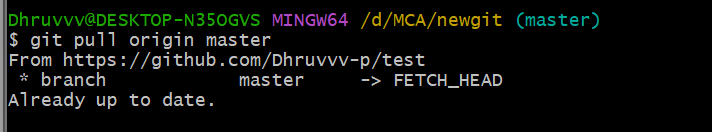 Dhruvvv@DESKTOP-N35OGVS MINGW64 /d/MCA/newgit (master)
$ git pull origin master
From https://github.com/Dhruvvv-p/test
 * branch            master     -> FETCH_HEAD
Already up to date.